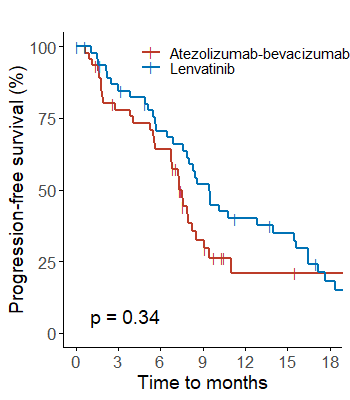 Atezolizumab-bevacizumab
Lenvatinib
Progression-free survival (%)
100
75
50
25
0
p = 0.34
0 3 6 9 12 15 18
Time to months